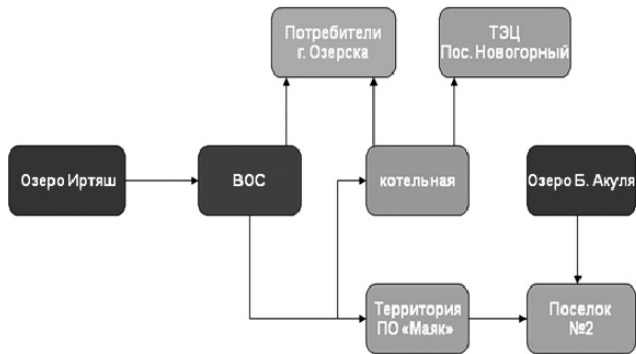 Потребители
г. Озерска
ТЭЦ
Пос. Новогорный
Озеро Иртяш
ВОС
котельная
Озеро Б. Акуля
Территория
ПО «Маяк»
Поселок
№2